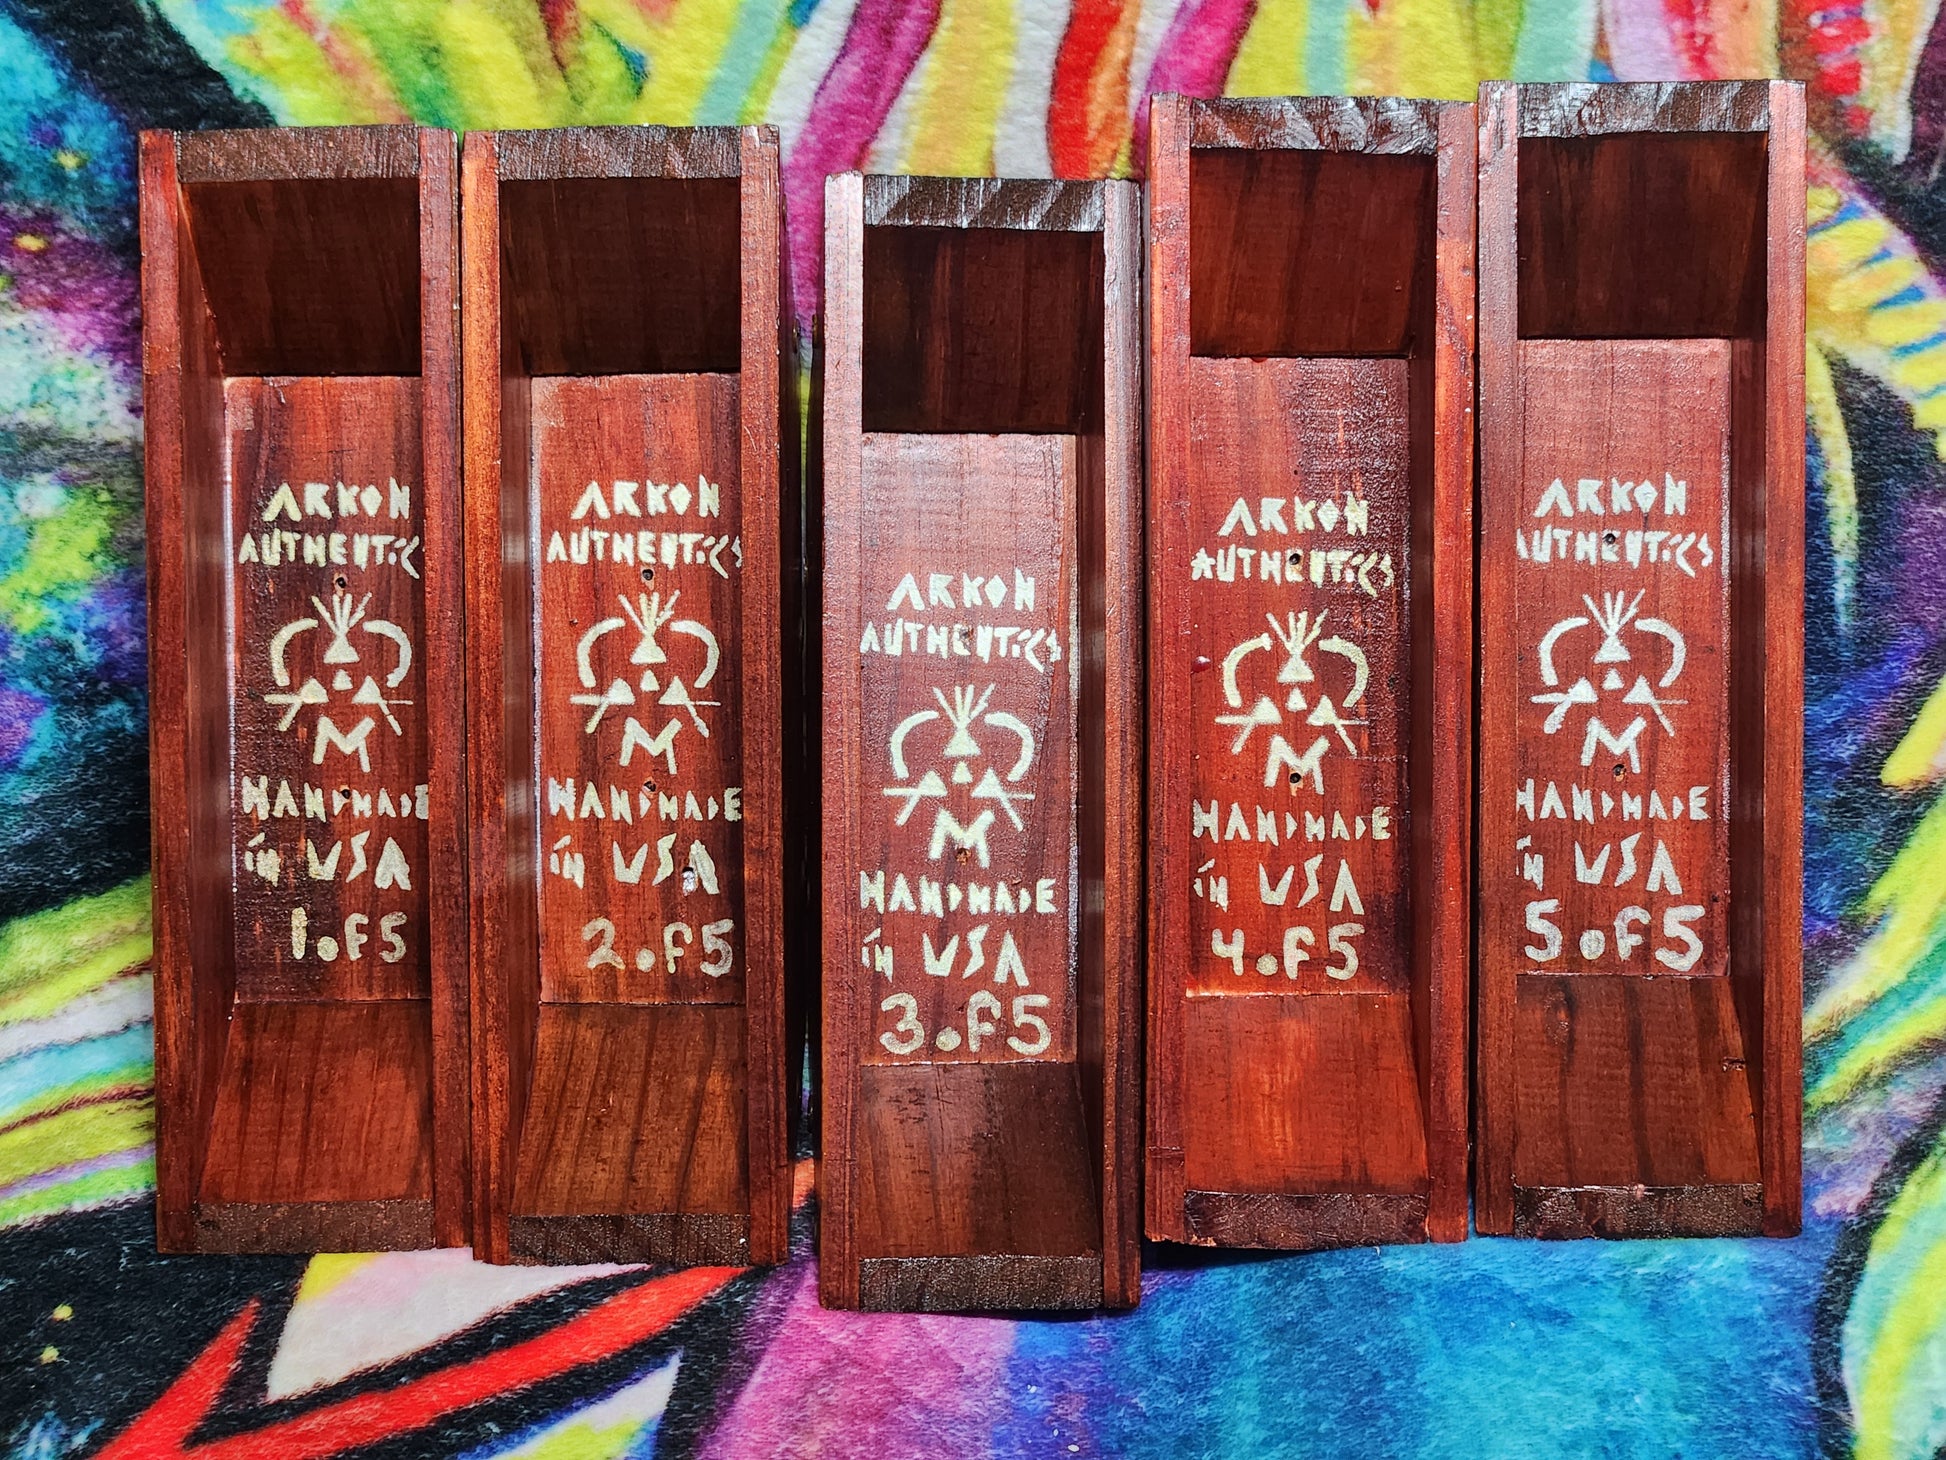 ARKON
AUTHENTICS
M
HANDMADE
in USA
1.F5
ARKON
AUTHENTICS
M
HANDMADE
in USA
2.F5
ARKON
AUTHENTICS
M
HANDMADE
in USA
3.F5
ARKON
AUTHENTICS
M
HANDMADE
in USA
4.F5
ARKON
AUTHENTICS
M
HANDMADE
in USA
5.F5